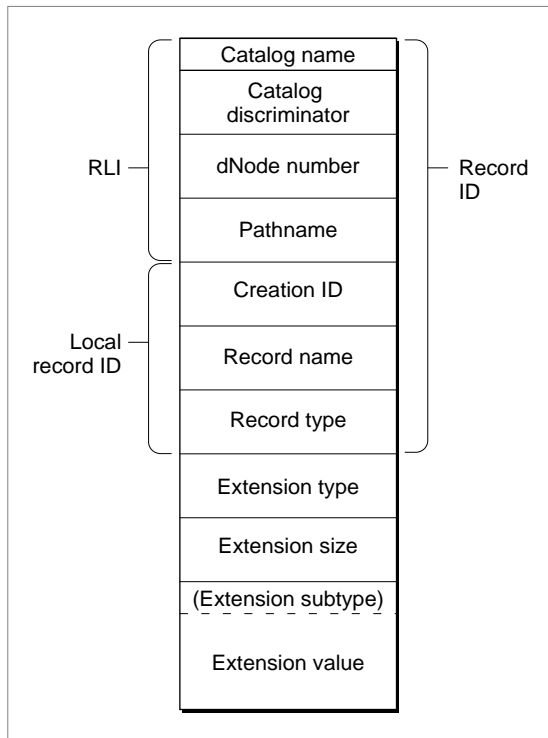 Catalog name
Catalog
discriminator
RLI
dNode number
Record
ID
Pathname
Creation ID
Local
record ID
Record name
Record type
Extension type
Extension size
(Extension subtype)
Extension value